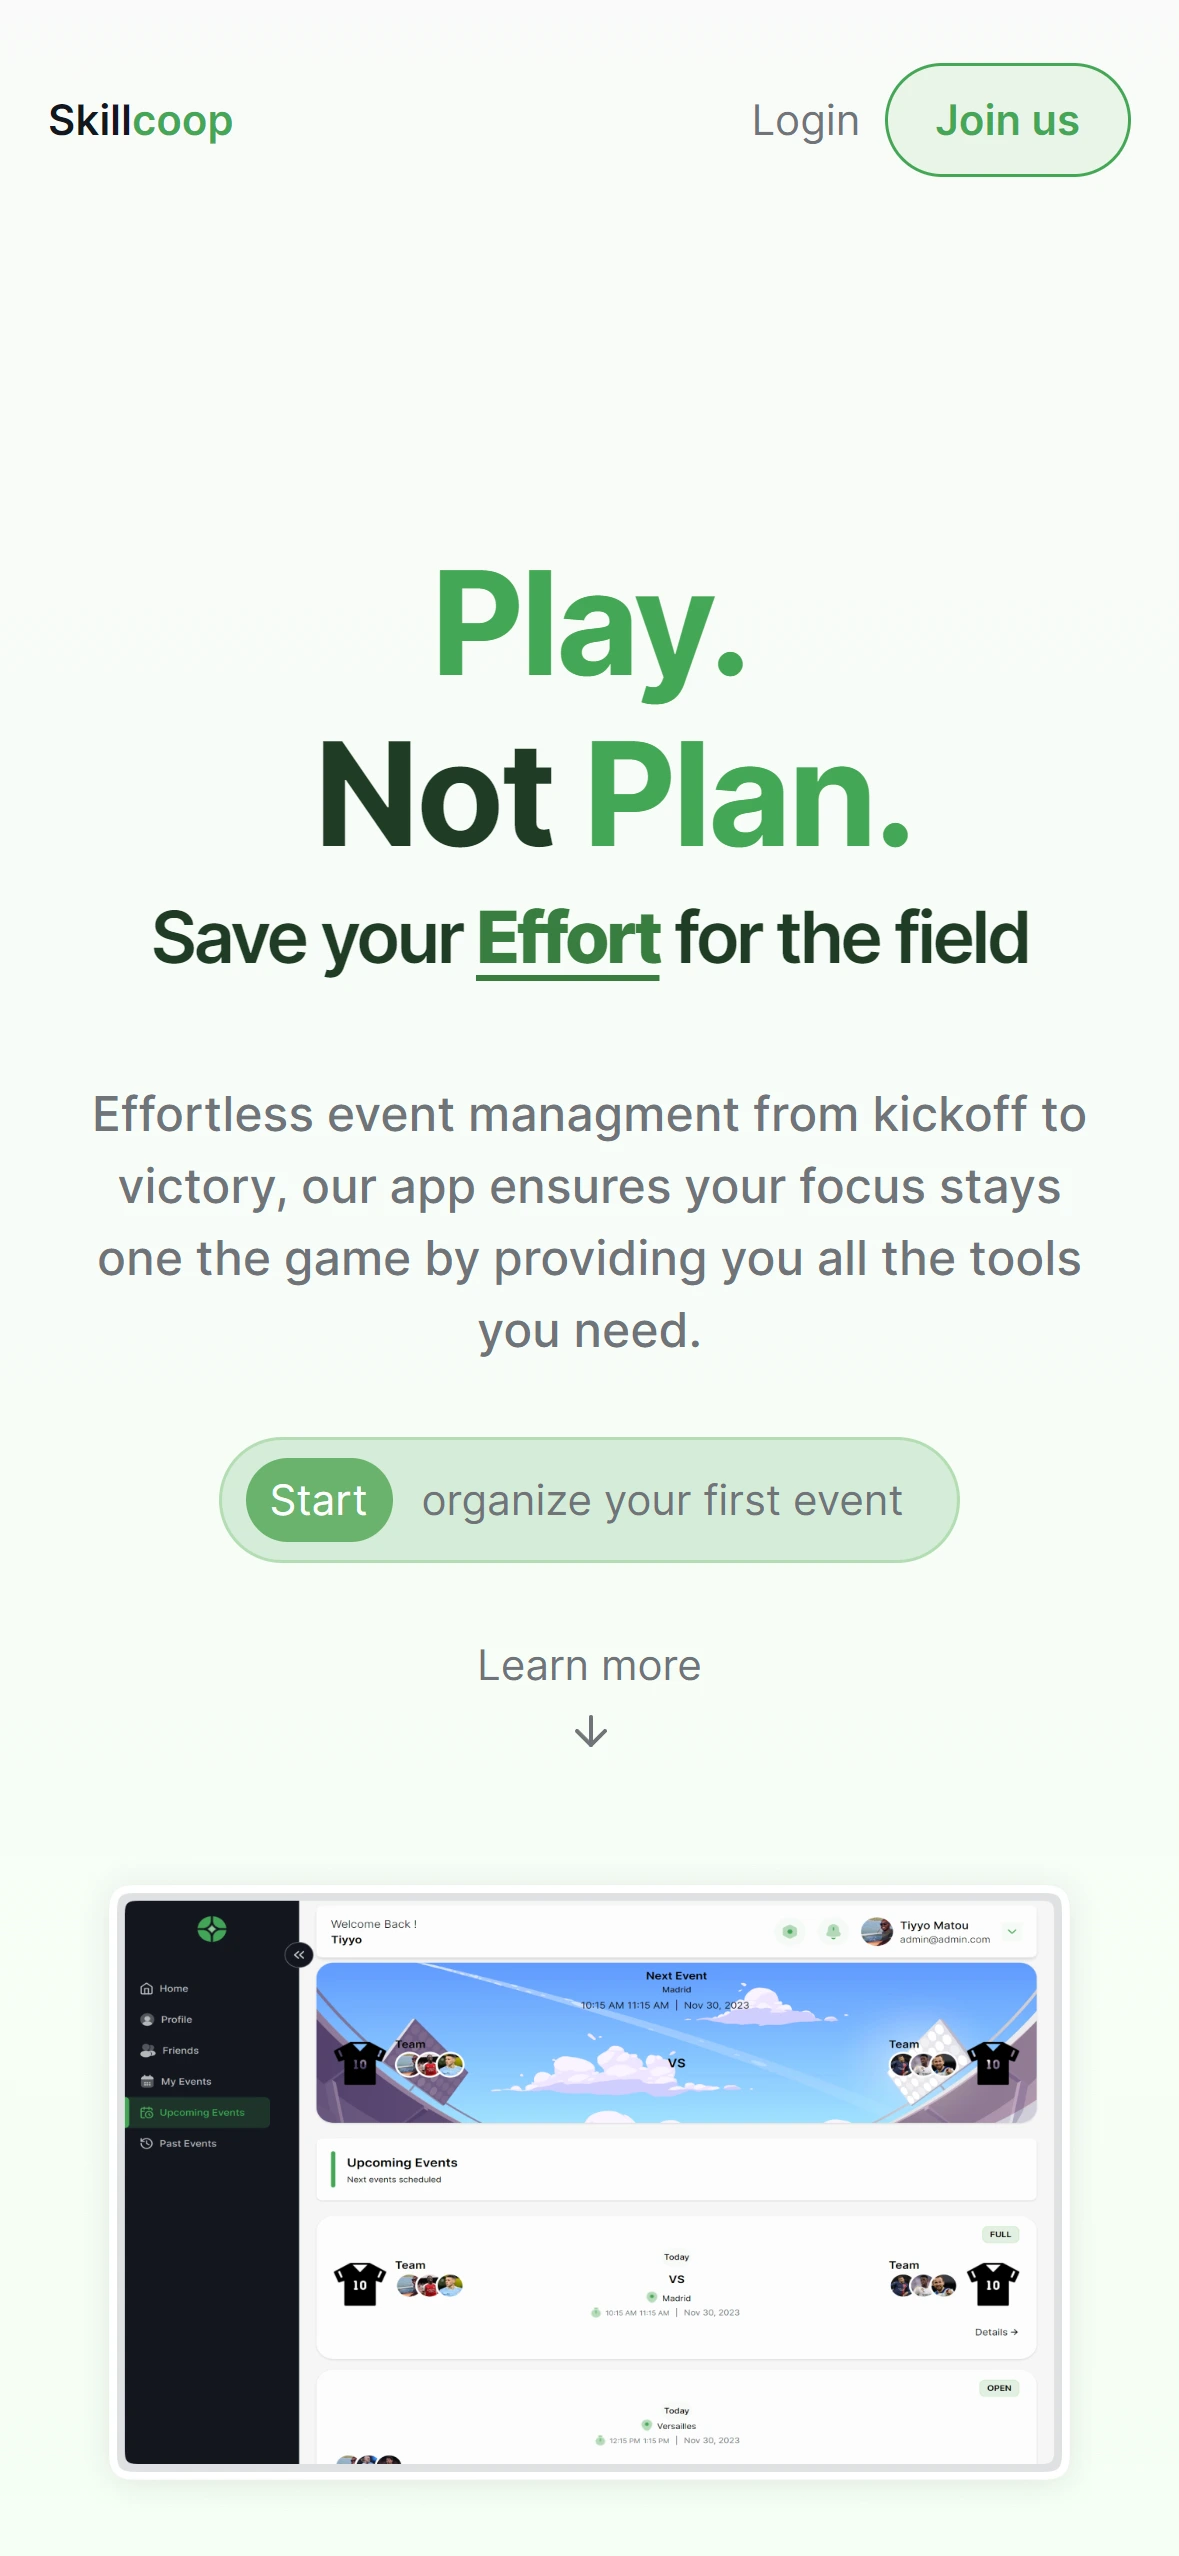 Skillcoop
Login
Join us
Play.
Not Plan.
Save your Effort for the field
Effortless event managment from kickoff to
victory, our app ensures your focus stays
one the game by providing you all the tools
you need.
Start organize your first event
Learn more
Welcome Back !
Tiyyo
Tiyyo Matou
admin@admin.com
Home
Profile
Friends
My Events
Upcoming Events
Past Events
Next Event
Madrid
10:15 AM 11:15 AM | Nov 30, 2023
Team
10
VS
Team
10
Upcoming Events
Next events scheduled
FULL
Today
Team
10
VS
Team
10
Madrid
10:15 AM 11:15 AM | Nov 30, 2023
Details →
OPEN
Today
Versailles
12:15 PM 1:15 PM | Nov 30, 2023